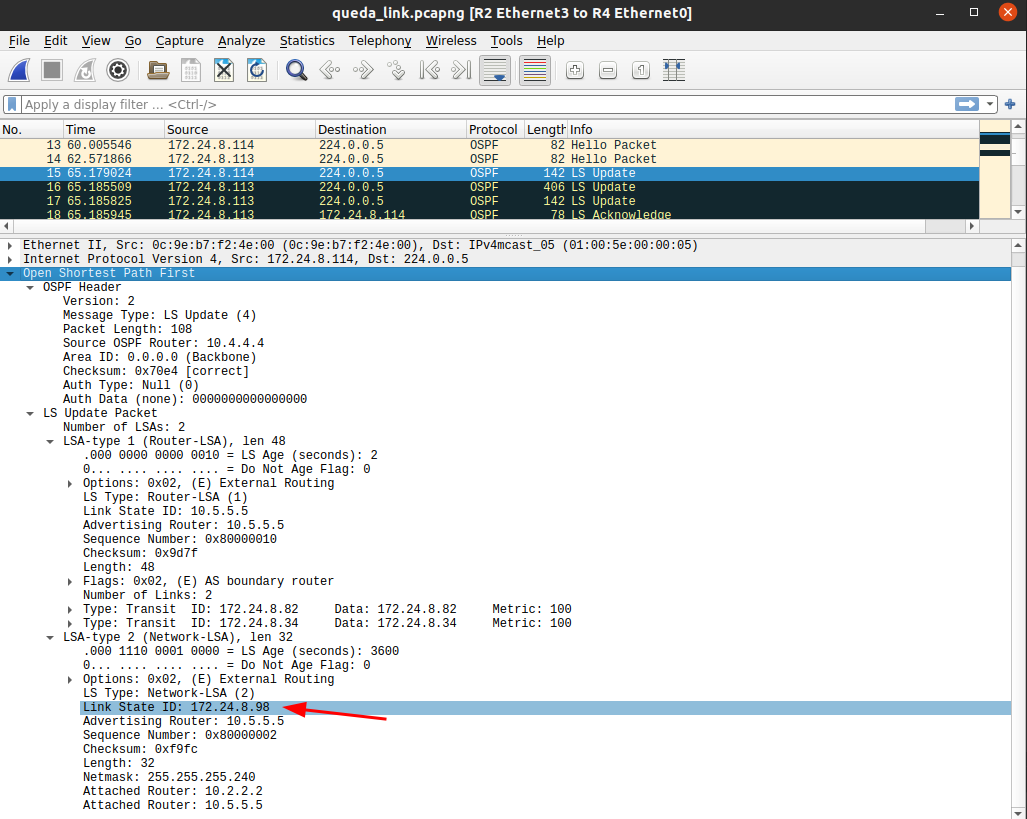 queda_link.pcapng [R2 Ethernet3 to R4 Ethernet0]
File Edit View Go Capture Analyze Statistics Telephony Wireless Tools Help
Apply a display filter ... <Ctrl-/>
No. Time Source Destination Protocol Length Info
13 60.005546 172.24.8.114 224.0.0.5 OSPF 82 Hello Packet
14 62.571866 172.24.8.113 224.0.0.5 OSPF 82 Hello Packet
15 65.179024 172.24.8.114 224.0.0.5 OSPF 142 LS Update
16 65.185509 172.24.8.113 224.0.0.5 OSPF 406 LS Update
17 65.185825 172.24.8.113 224.0.0.5 OSPF 142 LS Update
18 65.185945 172.24.8.113 172.24.8.114 OSPF 78 LS Acknowledge
Ethernet II, Src: 0c:9e:b7:f2:4e:00 (0c:9e:b7:f2:4e:00), Dst: IPv4mcast_05 (01:00:5e:00:00:05)
Internet Protocol Version 4, Src: 172.24.8.114, Dst: 224.0.0.5
Open Shortest Path First
OSPF Header
Version: 2
Message Type: LS Update (4)
Packet Length: 108
Source OSPF Router: 10.4.4.4
Area ID: 0.0.0.0 (Backbone)
Checksum: 0x70e4 [correct]
Auth Type: Null (0)
Auth Data (none): 0000000000000000
LS Update Packet
Number of LSAs: 2
LSA-type 1 (Router-LSA), len 48
.000 0000 0000 0010 = LS Age (seconds): 2
0... .... .... .... = Do Not Age Flag: 0
Options: 0x02, (E) External Routing
LS Type: Router-LSA (1)
Link State ID: 10.5.5.5
Advertising Router: 10.5.5.5
Sequence Number: 0x80000010
Checksum: 0x9d7f
Length: 48
Flags: 0x02, (E) AS boundary router
Number of Links: 2
Type: Transit ID: 172.24.8.82 Data: 172.24.8.82 Metric: 100
Type: Transit ID: 172.24.8.34 Data: 172.24.8.34 Metric: 100
LSA-type 2 (Network-LSA), len 32
.000 1110 0001 0000 = LS Age (seconds): 3600
0... .... .... .... = Do Not Age Flag: 0
Options: 0x02, (E) External Routing
LS Type: Network-LSA (2)
Link State ID: 172.24.8.98
Advertising Router: 10.5.5.5
Sequence Number: 0x80000002
Checksum: 0xf9fc
Length: 32
Netmask: 255.255.255.240
Attached Router: 10.2.2.2
Attached Router: 10.5.5.5